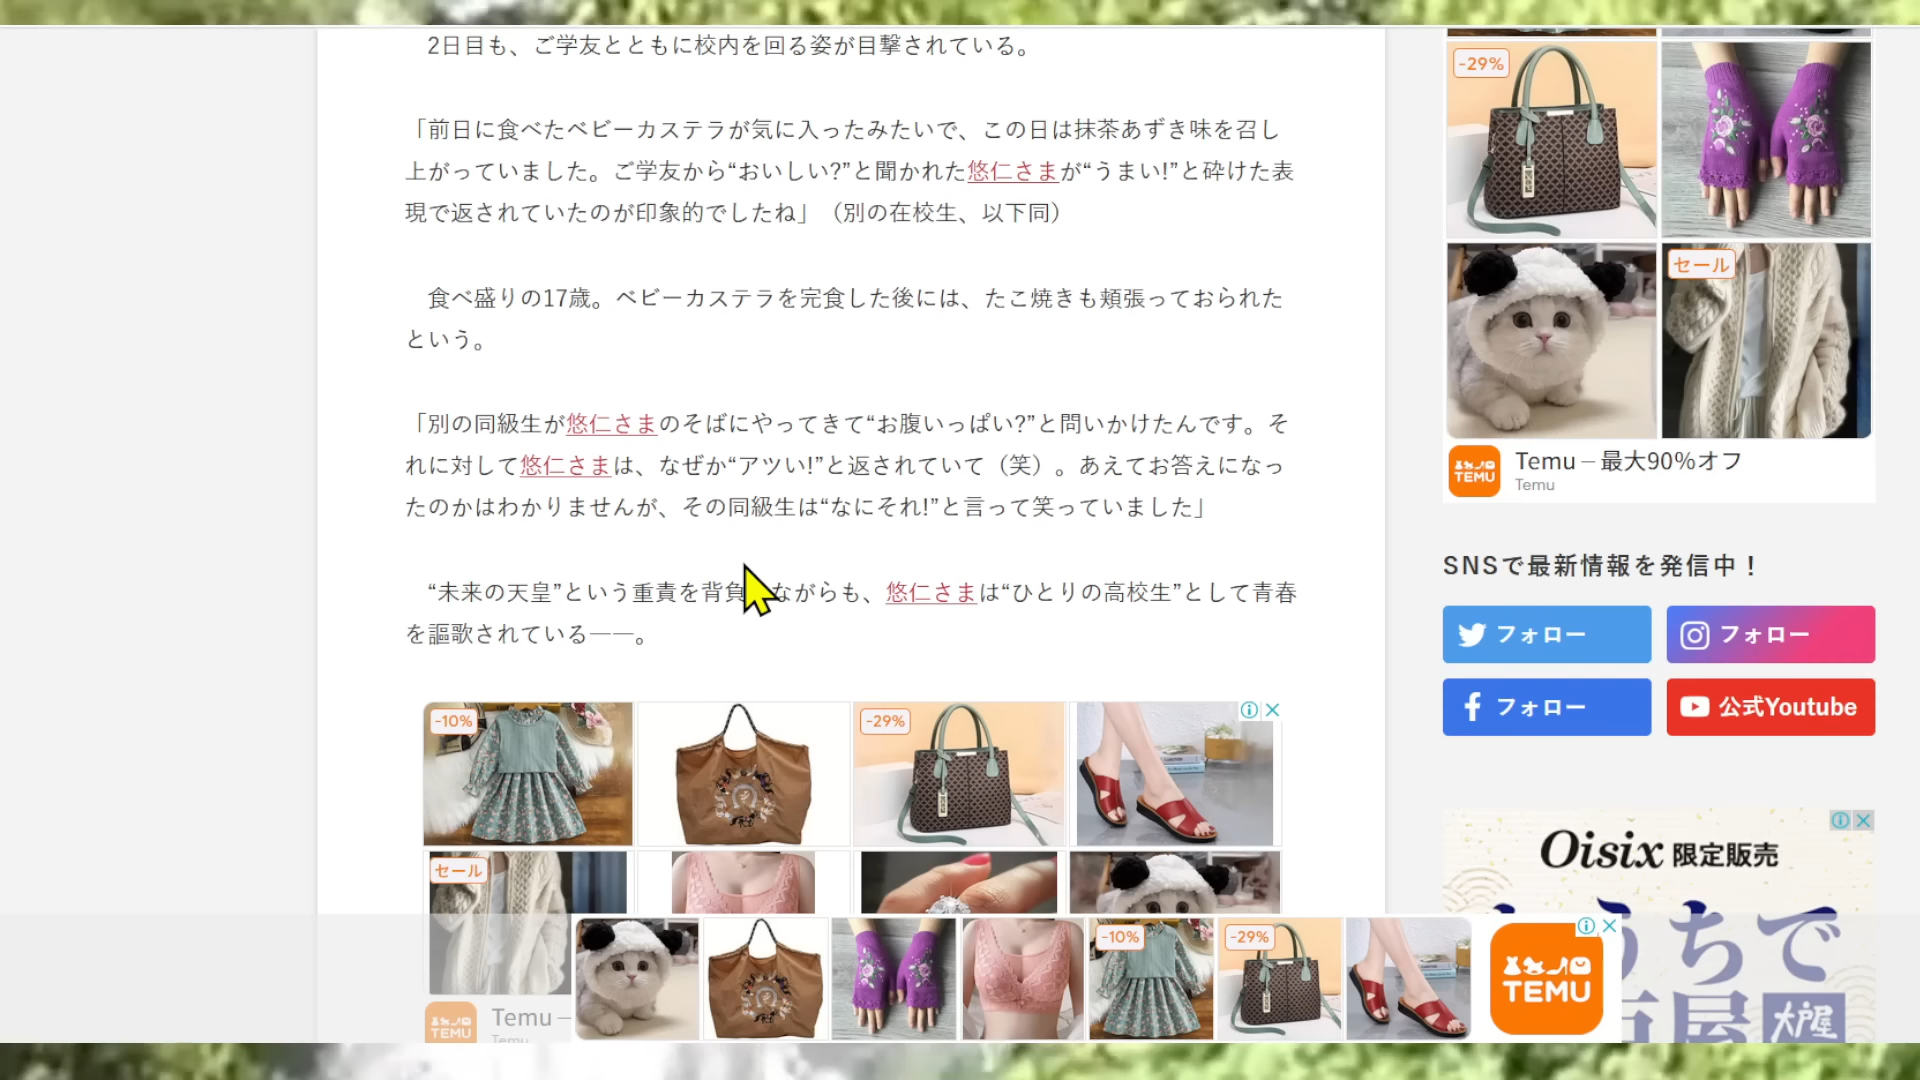 2日目も、ご学友とともに校内を回る姿が目撃されている。
「前日に食べたベビーカステラが気に入ったみたいで、この日は抹茶あずき味を召し
上がっていました。ご学友から“おいしい?”と聞かれた悠仁さまが“うまい!”と砕けた表
現で返されていたのが印象的でしたね」（別の在校生、以下同）
食べ盛りの17歳。ベビーカステラを完食した後には、たこ焼きも頬張っておられた
という。
「別の同級生が悠仁さまのそばにやってきて“お腹いっぱい?”と問いかけたんです。そ
れに対して悠仁さまは、なぜか“アツい!”と返されていて（笑）。あえてお答えになっ
たのかはわかりませんが、その同級生は“なにそれ!”と言って笑っていました」
“未来の天皇”という重責を背負ながらも、悠仁さまは“ひとりの高校生”として青春
を謳歌されている――。
-10%
-29%
セール
Temu –
Temu
-10%
-29%
TEMU
-29%
セール
TEMU
Temu – 最大90%オフ
Temu
SNSで最新情報を発信中！
フォロー
フォロー
フォロー
公式Youtube
Oisix 限定販売
うちで
大戸屋